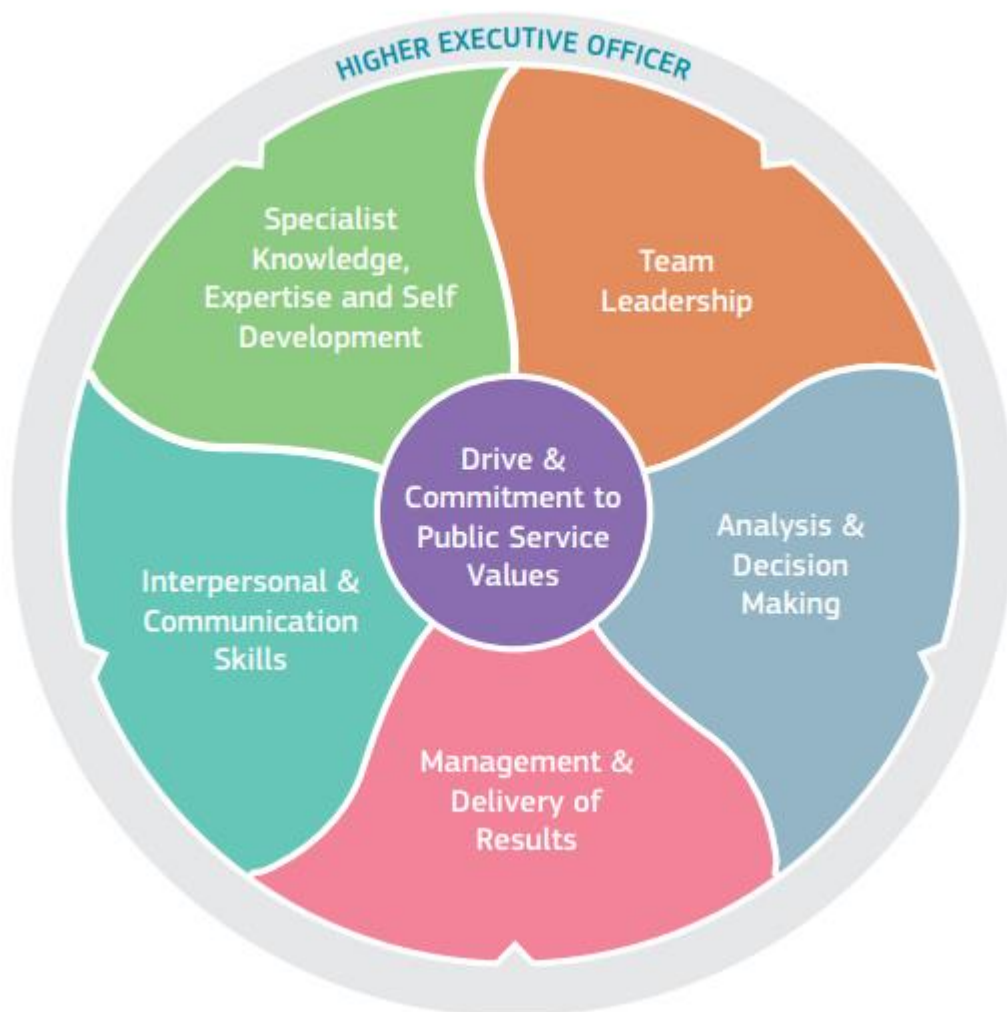 HIGHER EXECUTIVE OFFICER
Specialist
Knowledge,
Expertise and Self
Development
Team
Leadership
Drive &
Commitment to
Public Service
Values
Analysis &
Decision
Making
Interpersonal &
Communication
Skills
Management &
Delivery of
Results